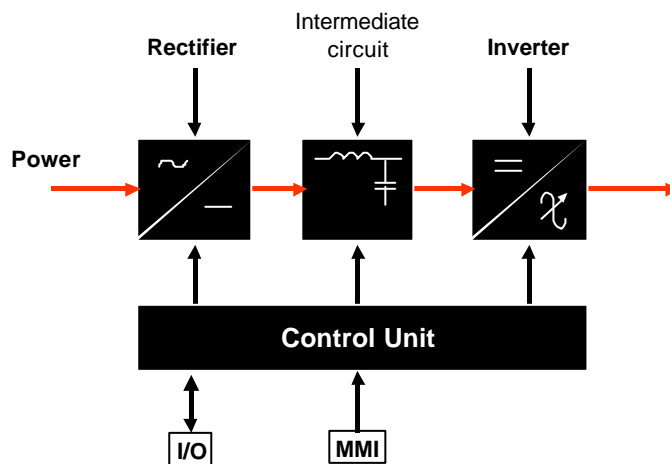 Rectifier
Intermediate
circuit
Inverter
Power
Control Unit
I/O
MMI